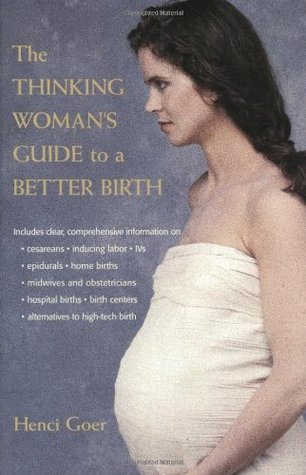 The
THINKING
WOMAN'S
GUIDE to a
BETTER BIRTH
Includes clear, comprehensive information on
• cesareans • inducing labor • IVs
• epidurals • home births
• midwives and obstetricians
• hospital births • birth centers
• alternatives to high-tech birth
Henci Goer